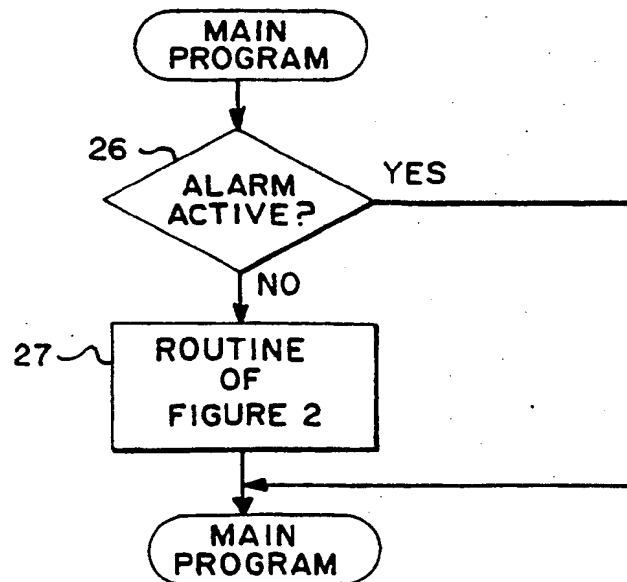 MAIN
PROGRAM
26
ALARM
ACTIVE?
YES
NO
27
ROUTINE
OF
FIGURE 2
MAIN
PROGRAM